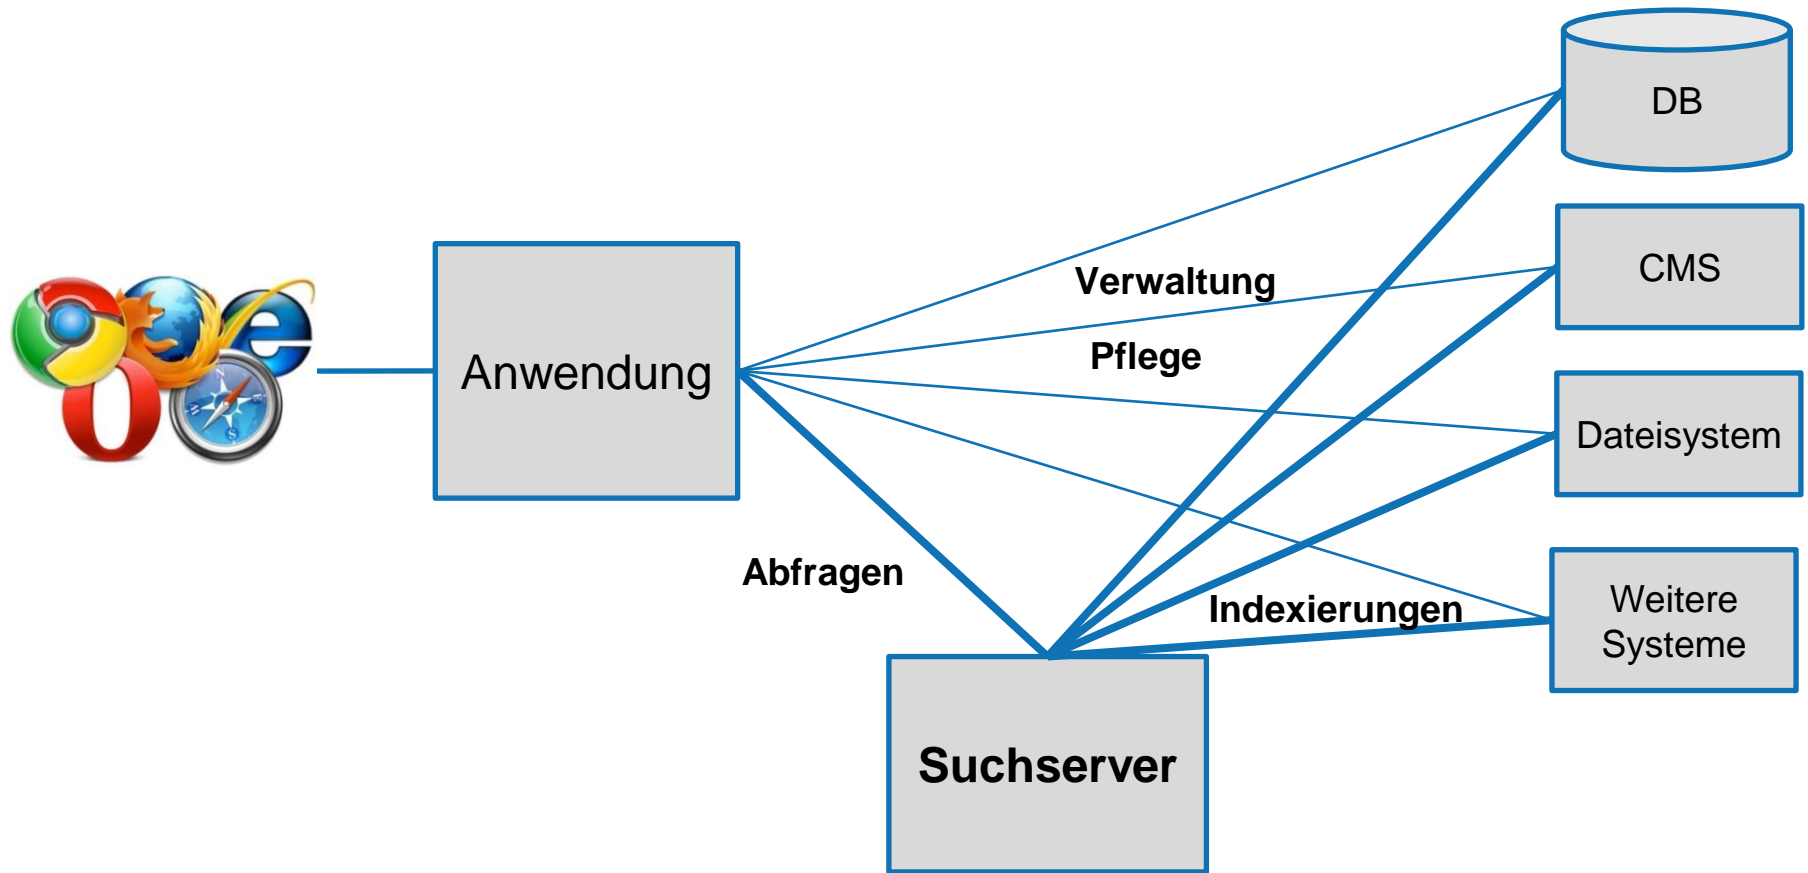 DB
Verwaltung
CMS
Anwendung
Pflege
Dateisystem
Abfragen
Indexierungen
Weitere
Systeme
Suchserver